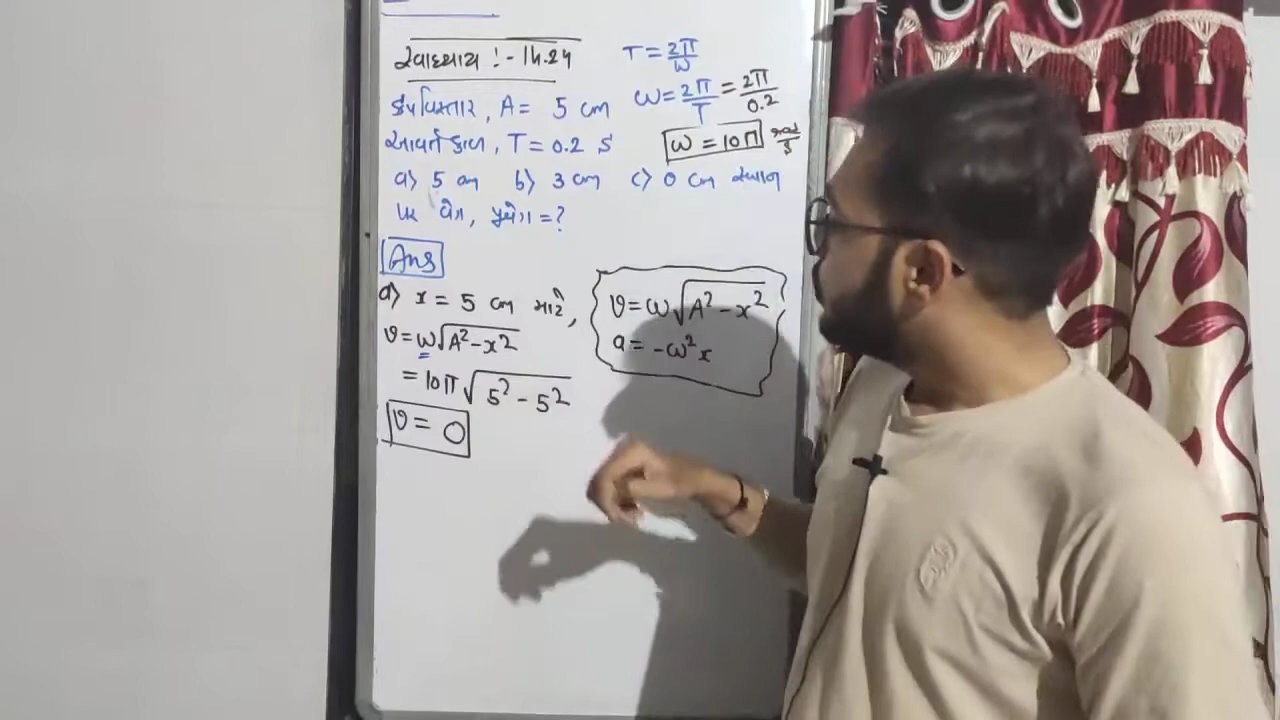 સ્વાધ્યાય :- 14.24
કંપવિસ્તાર, A = 5 cm
આવર્તકાળ, T = 0.2 s
a) 5 cm b) 3 cm c) 0 cm સ્થાન
પર વેગ, પ્રવેગ = ?
T = 2π/ω
ω = 2π/T = 2π/0.2
ω = 10π rad/s
Ans
a) x = 5 cm માટે,
v = ω√(A² - x²)
= 10π√(5² - 5²)
v = 0
v = ω√(A² - x²)
a = -ω²x